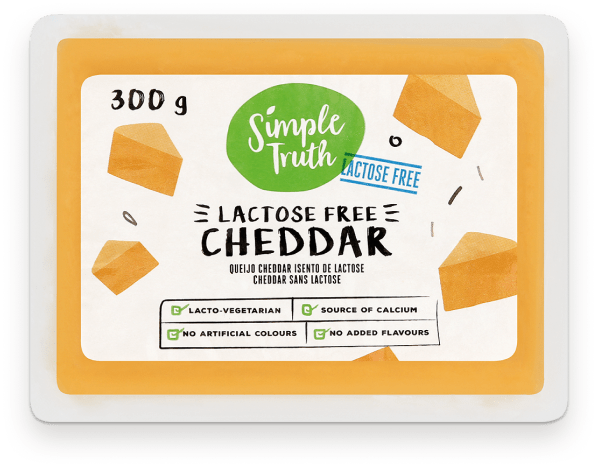 300 g
Simple
Truth
LACTOSE FREE
LACTOSE FREE
CHEDDAR
QUEIJO CHEDDAR ISENTO DE LACTOSE
CHEDDAR SANS LACTOSE
LACTO-VEGETARIAN
SOURCE OF CALCIUM
NO ARTIFICIAL COLOURS
NO ADDED FLAVOURS